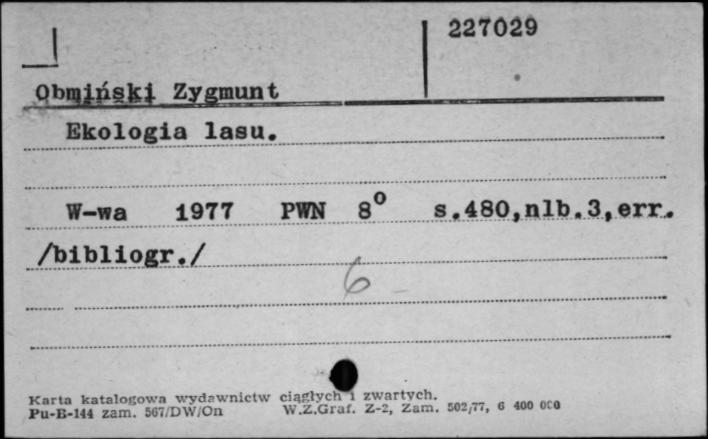 227029
Obmiński Zygmunt
Ekologia lasu.
W-wa 1977 PWN 8° s.480,nlb.3,err.
/bibliogr./
6
Karta katalogowa wydawnictw ciągłych i zwartych.
Pu-B-144 zam. 567/DW/On W.Z.Graf. Z-2, Zam. 502/77, 6 400 000